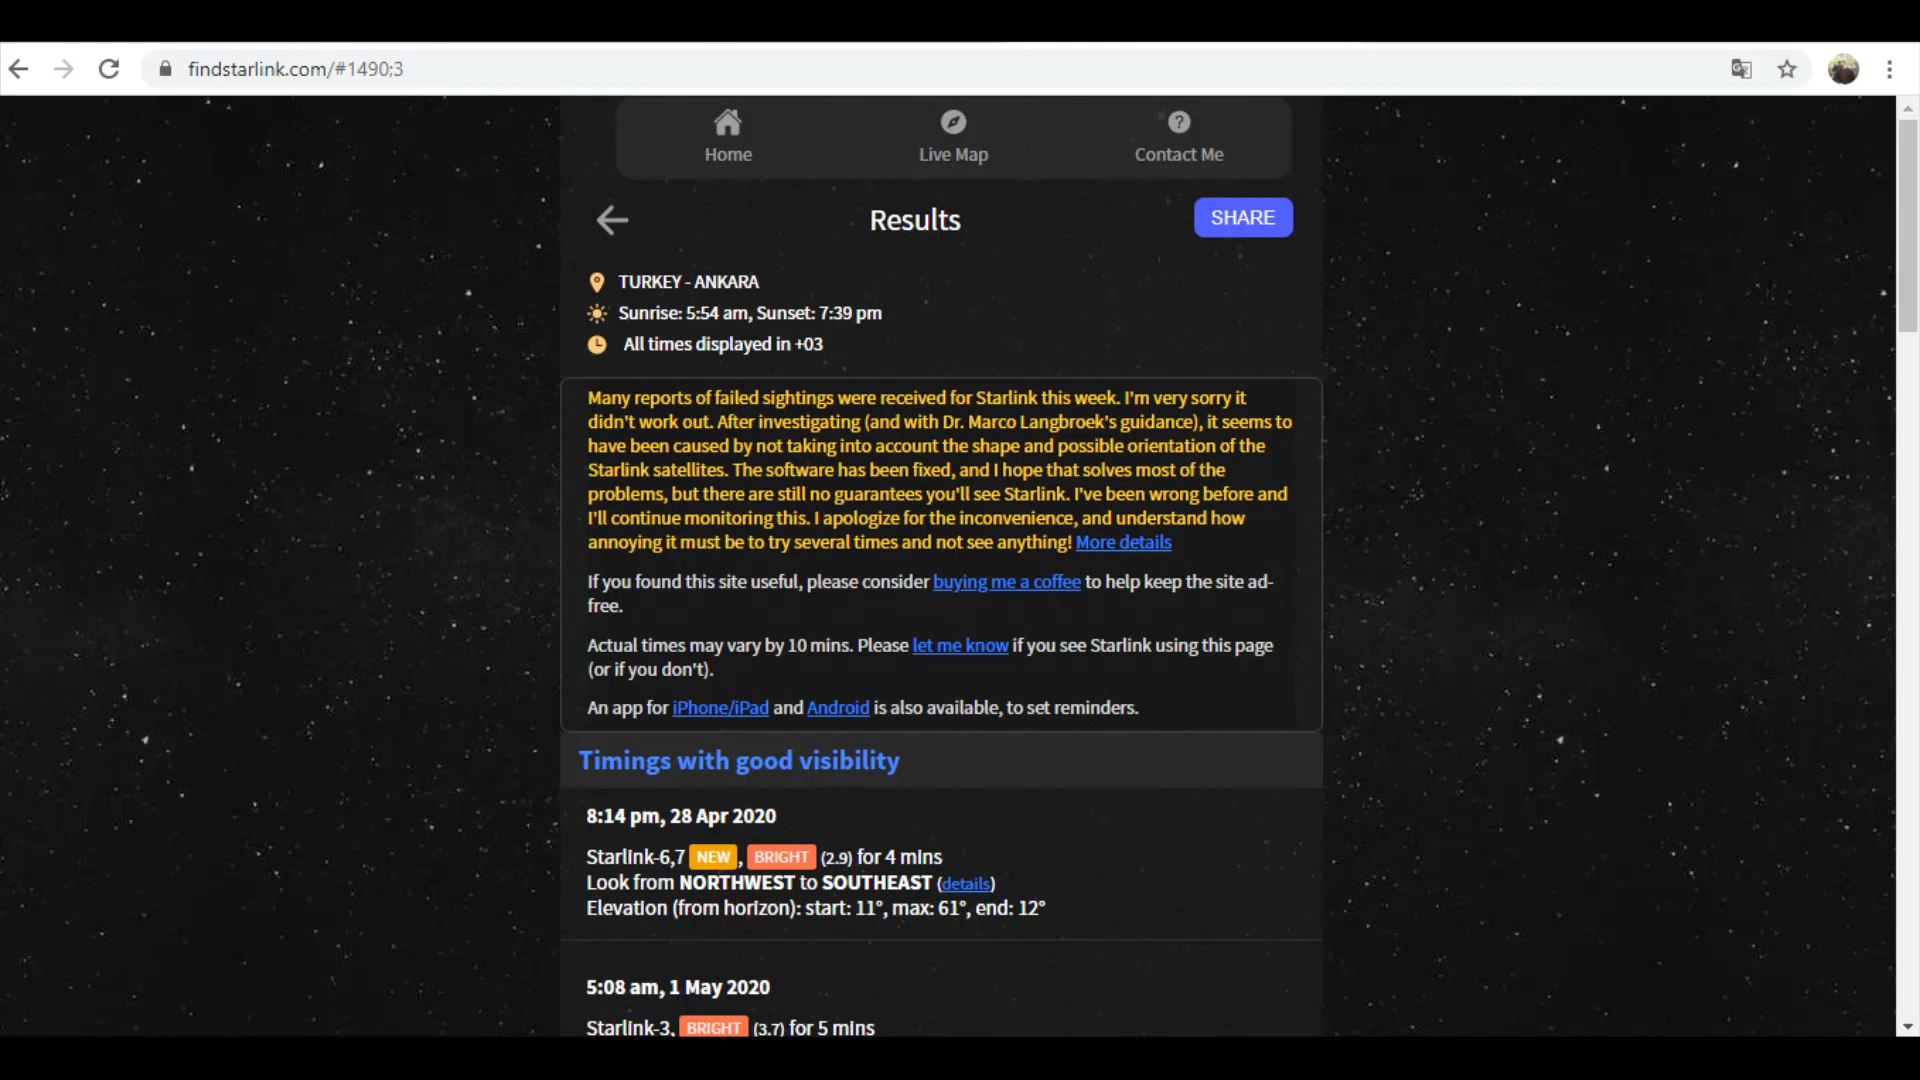 findstarlink.com/#1490;3
Home
Live Map
Contact Me
Results
SHARE
TURKEY - ANKARA
Sunrise: 5:54 am, Sunset: 7:39 pm
All times displayed in +03
Many reports of failed sightings were received for Starlink this week. I'm very sorry it
didn't work out. After investigating (and with Dr. Marco Langbroek's guidance), it seems to
have been caused by not taking into account the shape and possible orientation of the
Starlink satellites. The software has been fixed, and I hope that solves most of the
problems, but there are still no guarantees you'll see Starlink. I've been wrong before and
I'll continue monitoring this. I apologize for the inconvenience, and understand how
annoying it must be to try several times and not see anything! More details
If you found this site useful, please consider buying me a coffee to help keep the site ad-
free.
Actual times may vary by 10 mins. Please let me know if you see Starlink using this page
(or if you don't).
An app for iPhone/iPad and Android is also available, to set reminders.
Timings with good visibility
8:14 pm, 28 Apr 2020
Starlink-6,7 NEW, BRIGHT (2.9) for 4 mins
Look from NORTHWEST to SOUTHEAST (details)
Elevation (from horizon): start: 11°, max: 61°, end: 12°
5:08 am, 1 May 2020
Starlink-3, BRIGHT (3.7) for 5 mins